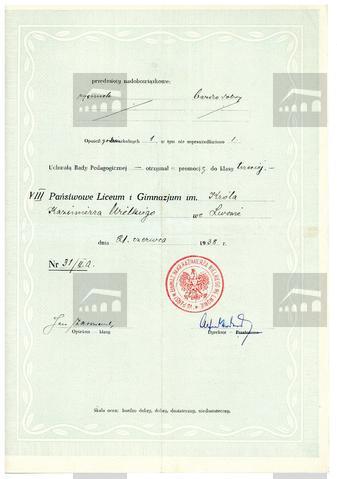 przedmioty nadobowiązkowe:
rysunek bardzo dobry
Opuścił godzin szkolnych 1 w tym nie usprawiedliwion 1.
Uchwałą Rady Pedagogicznej — otrzymał — promocję do klasy trzeciej.
VIII Państwowe Liceum i Gimnazjum im. Króla
Kazimierza Wielkiego we Lwowie
dnia 21 czerwca 1938 r.
Nr 31/II a.
Opiekun — klasy
Dyrektor
Skala ocen: bardzo dobry, dobry, dostateczny, niedostateczny.